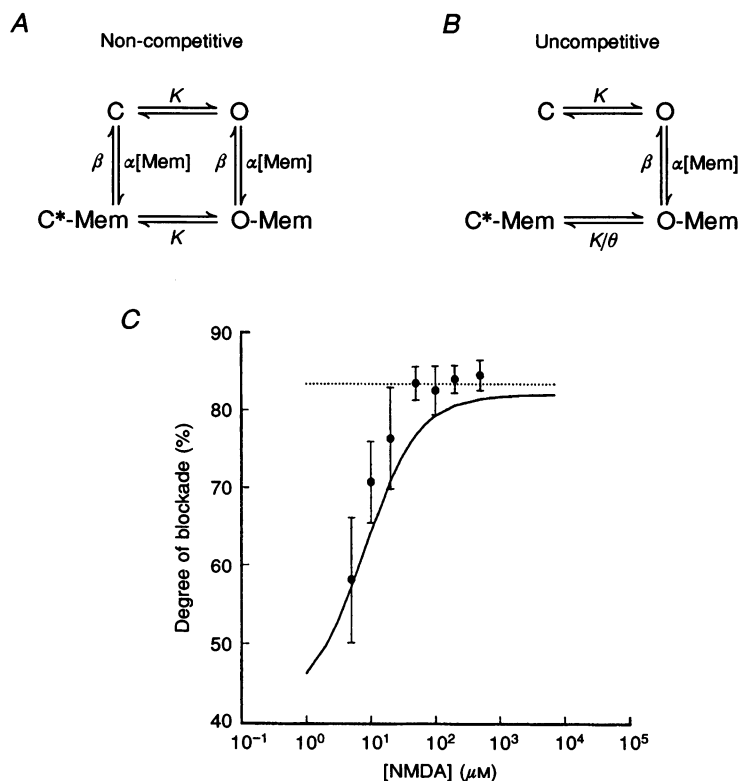 A
Non-competitive
K
C
O
β
α[Mem]
β
α[Mem]
C*-Mem
O-Mem
K
B
Uncompetitive
K
C
O
β
α[Mem]
C*-Mem
O-Mem
K/θ
C
90
80
70
60
50
40
Degree of blockade (%)
10⁻¹
10⁰
10¹
10²
10³
10⁴
10⁵
[NMDA] (μM)